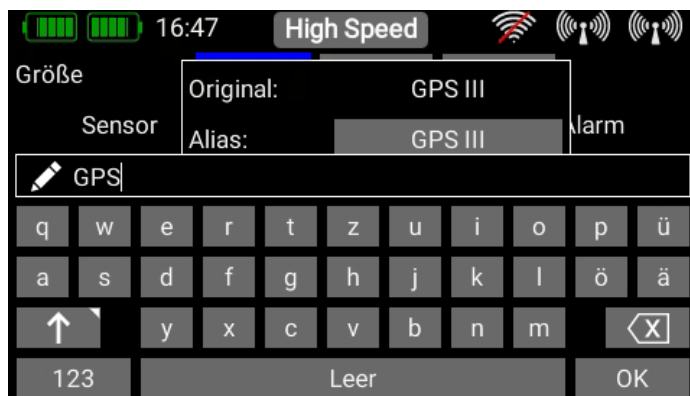 16:47 High Speed
Größe
Original: GPS III
Sensor
Alias: GPS III
larm
GPS
q w e r t z u i o p ü
a s d f g h j k l ö ä
y x c v b n m X
123 Leer OK